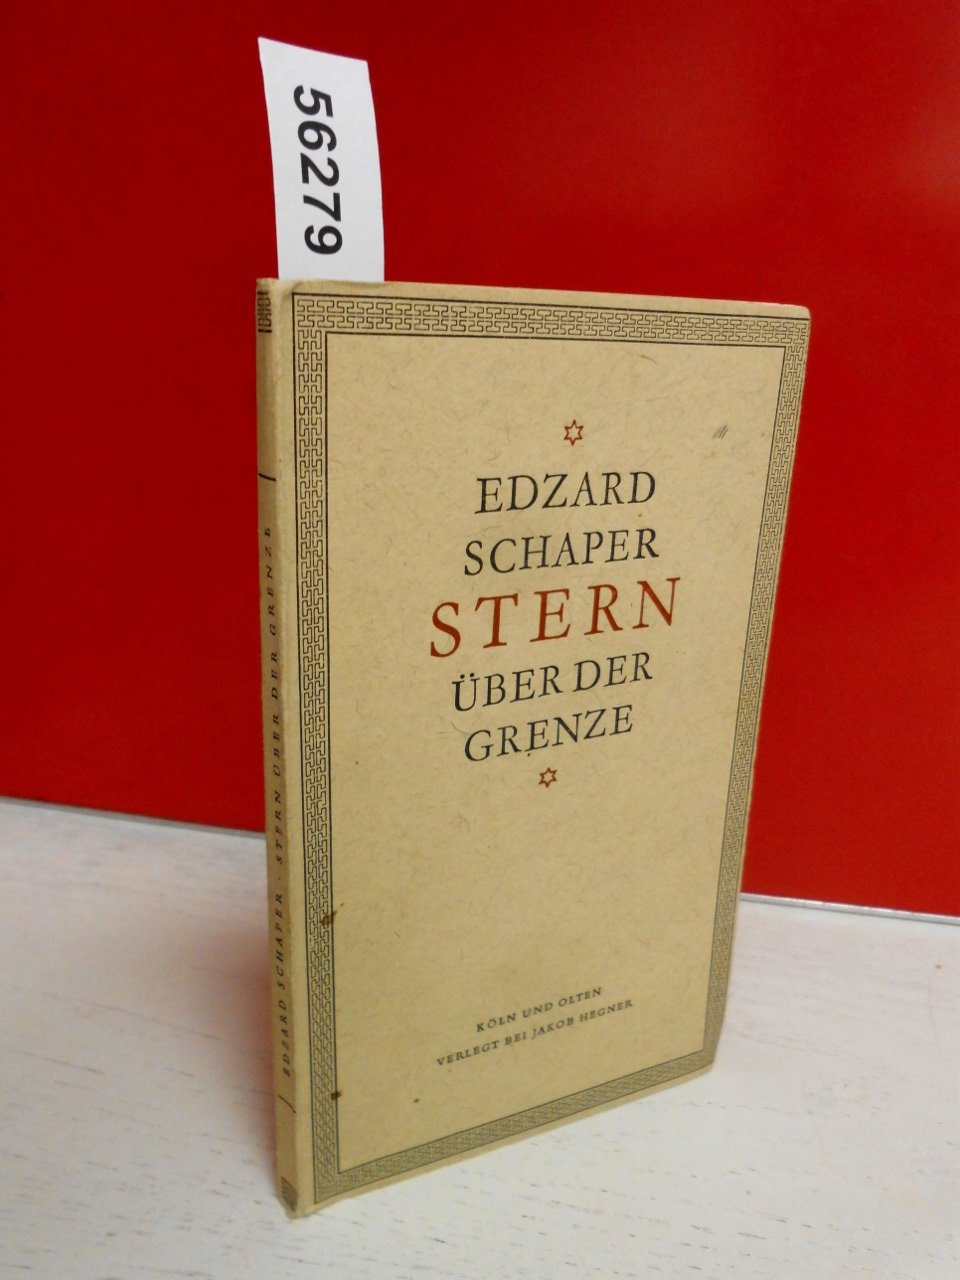 56279
EDZARD
SCHAPER
STERN
ÜBER DER
GRENZE
KÖLN UND OLTEN
VERLEGT BEI JAKOB HEGNER
EDZARD SCHAPER · STERN ÜBER DER GRENZE